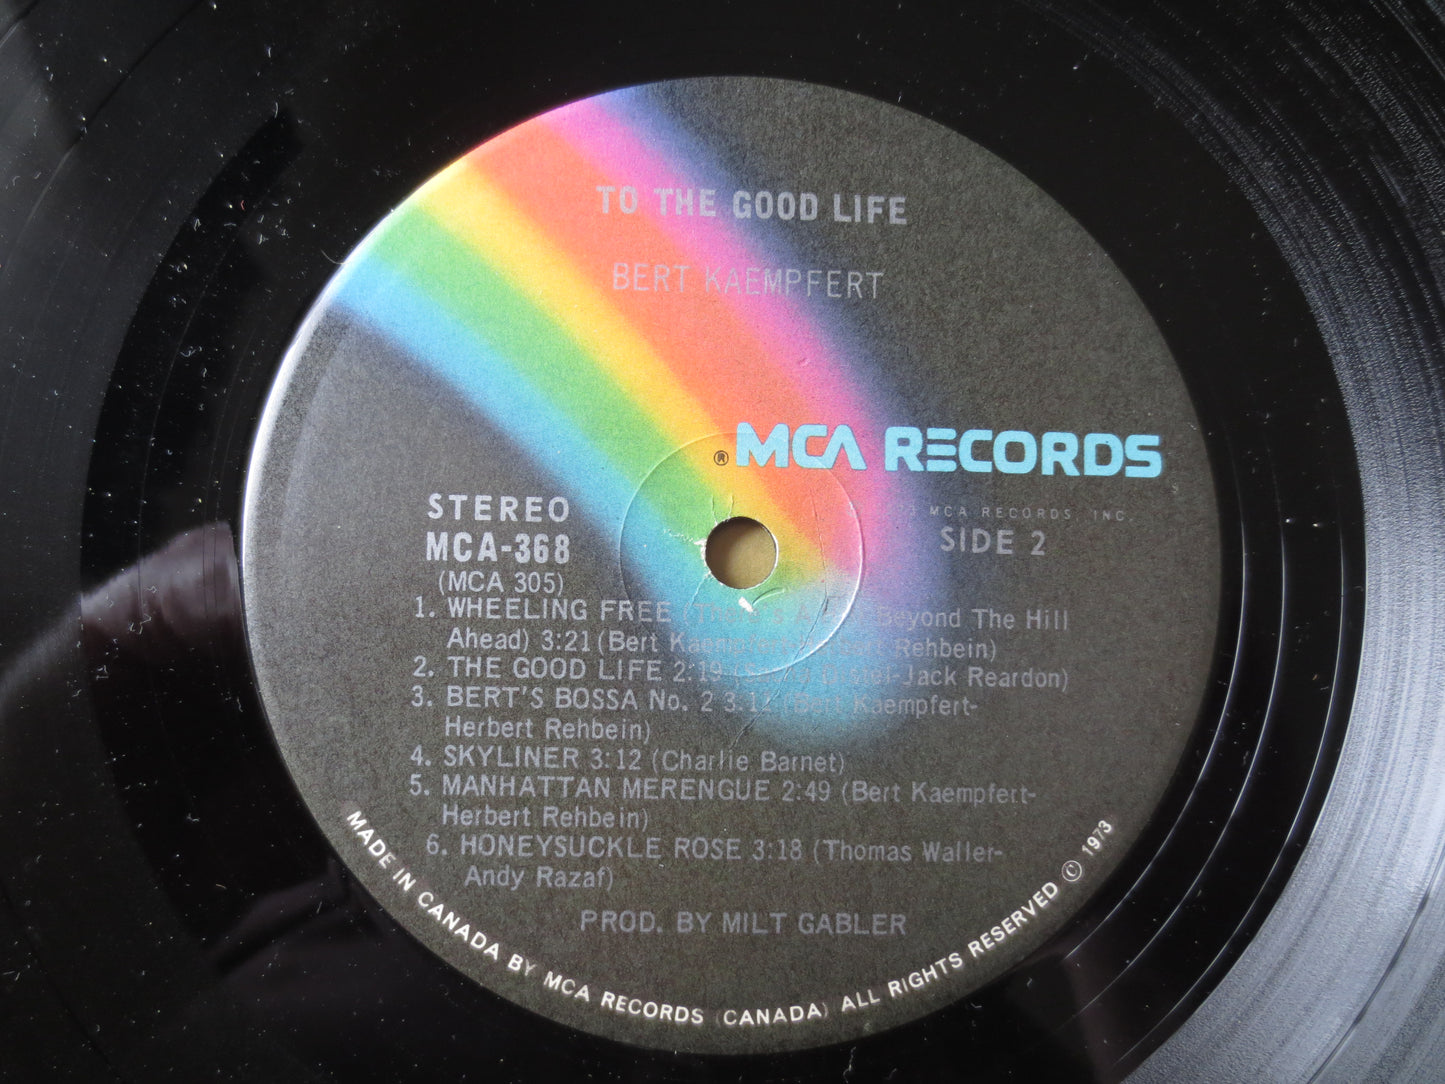 TO THE GOOD LIFE
BERT KAEMPFERT
® MCA RECORDS
MCA RECORDS, INC.
STEREO
SIDE 2
MCA-368
(MCA 305)
1. WHEELING FREE (There's A Beyond The Hill
Ahead) 3:21 (Bert Kaempfert-Herbert Rehbein)
2. THE GOOD LIFE 2:19 Jack Reardon)
3. BERT'S BOSSA No. 2 (Bert Kaempfert-
Herbert Rehbein)
4. SKYLINER 3:12 (Charlie Barnet)
5. MANHATTAN MERENGUE 2:49 (Bert Kaempfert-
Herbert Rehbein)
6. HONEYSUCKLE ROSE 3:18 (Thomas Waller-
Andy Razaf)
PROD. BY MILT GABLER
MADE IN CANADA BY MCA RECORDS (CANADA) ALL RIGHTS RESERVED © 1973